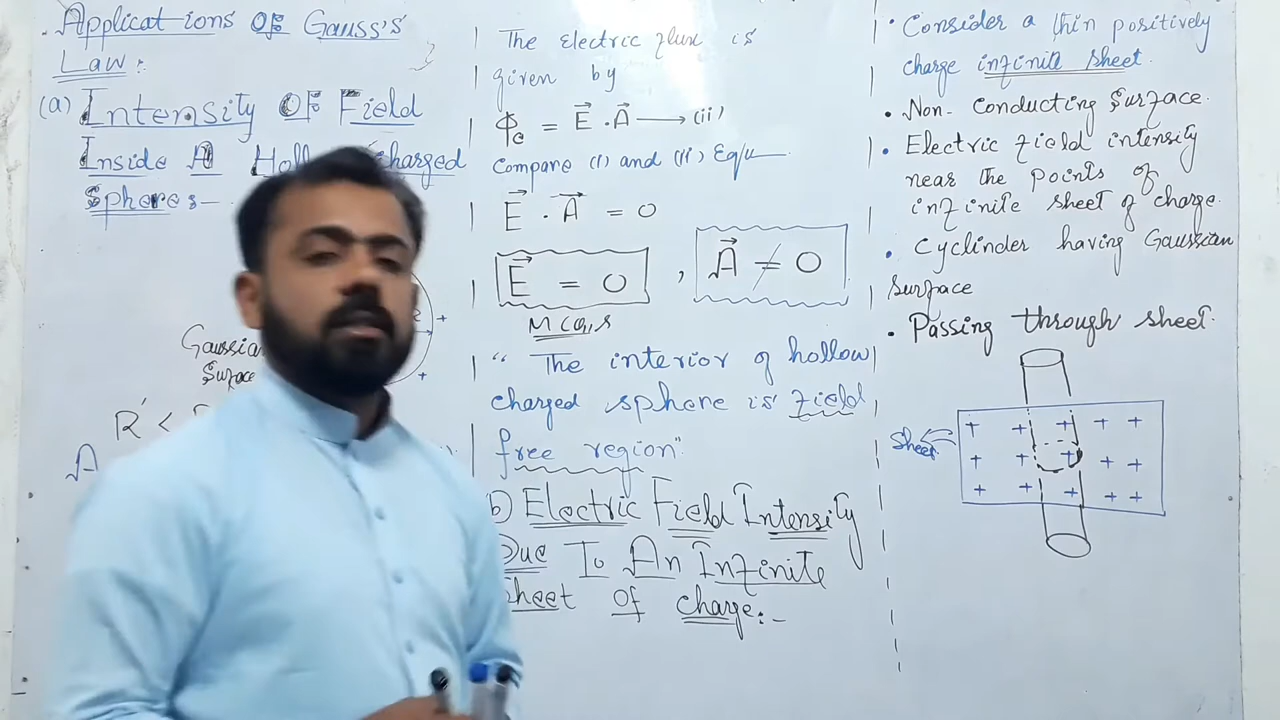 Applications OF Gauss's
Law :
(a) Intensity OF Field
Inside A Hollow Charged
Sphere :-
Gaussian
Surface
R' <
A
+
+
The Electric flux is
given by
Φe = E⃗ . A⃗ ⟶ (ii)
Compare (i) and (ii) Equ
E⃗ . A⃗ = 0
E⃗ = 0 , A⃗ ≠ 0
MCQ,s
“ The interior of hollow
charged sphere is field
free region”
b) Electric Field Intensity
Due To An Infinite
Sheet OF charge :-
• Consider a thin positively
charge infinite sheet.
• Non-Conducting Surface.
• Electric field intensity
near the points of
infinite sheet of charge.
• Cyclinder having Gaussian
surface
• Passing through sheet.
Sheet
+ + + + +
+ + + + +
+ + + + +